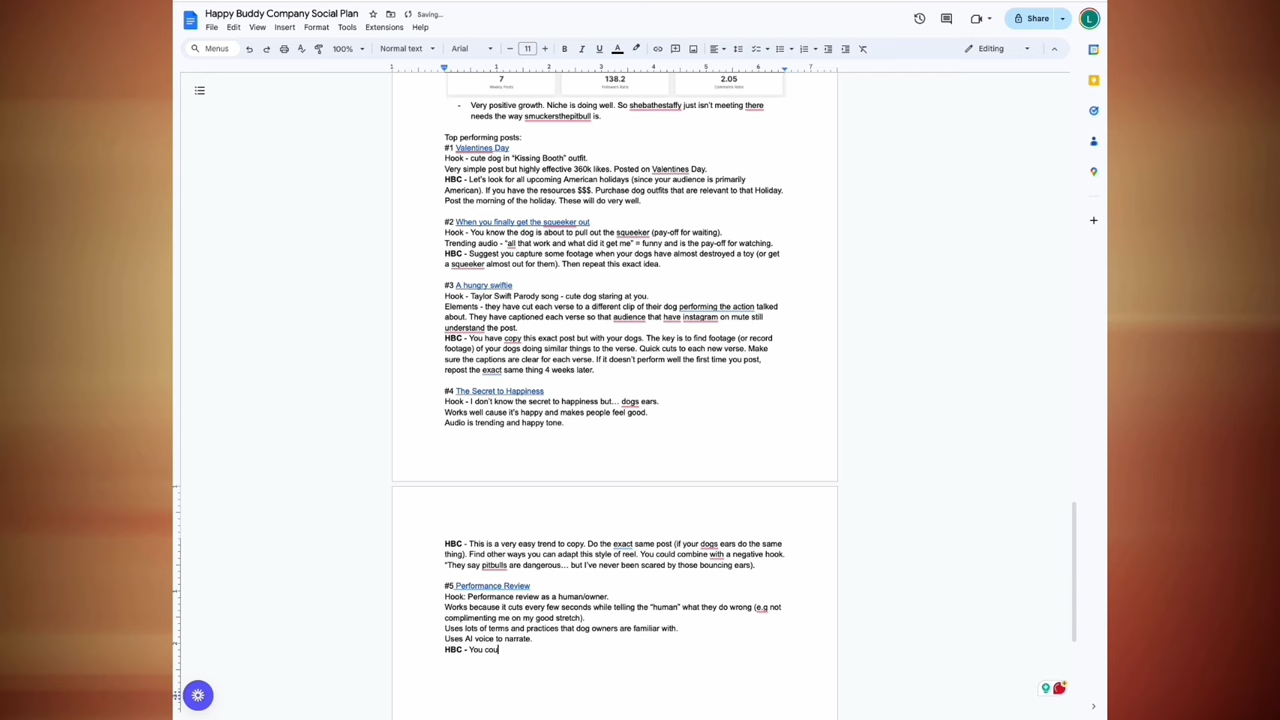 Happy Buddy Company Social Plan
Saving...
File Edit View Insert Format Tools Extensions Help
Share
Menus
100%
Normal text
Arial
11
Editing
1 1 2 3 4 5 6 7
7 138.2 2.05
Weekly Posts Followers Ratio Comments Ratio
- Very positive growth. Niche is doing well. So shebathestaffy just isn't meeting there
needs the way smuckersthepitbull is.
Top performing posts:
#1 Valentines Day
Hook - cute dog in "Kissing Booth" outfit.
Very simple post but highly effective 360k likes. Posted on Valentines Day.
HBC - Let's look for all upcoming American holidays (since your audience is primarily
American). If you have the resources $$$. Purchase dog outfits that are relevant to that Holiday.
Post the morning of the holiday. These will do very well.
#2 When you finally get the squeeker out
Hook - You know the dog is about to pull out the squeeker (pay-off for waiting).
Trending audio - "all that work and what did it get me" = funny and is the pay-off for watching.
HBC - Suggest you capture some footage when your dogs have almost destroyed a toy (or get
a squeeker almost out for them). Then repeat this exact idea.
#3 A hungry swiftie
Hook - Taylor Swift Parody song - cute dog staring at you.
Elements - they have cut each verse to a different clip of their dog performing the action talked
about. They have captioned each verse so that audience that have instagram on mute still
understand the post.
HBC - You have copy this exact post but with your dogs. The key is to find footage (or record
footage) of your dogs doing similar things to the verse. Quick cuts to each new verse. Make
sure the captions are clear for each verse. If it doesn't perform well the first time you post,
repost the exact same thing 4 weeks later.
#4 The Secret to Happiness
Hook - I don't know the secret to happiness but... dogs ears.
Works well cause it's happy and makes people feel good.
Audio is trending and happy tone.
HBC - This is a very easy trend to copy. Do the exact same post (if your dogs ears do the same
thing). Find other ways you can adapt this style of reel. You could combine with a negative hook.
"They say pitbulls are dangerous... but I've never been scared by those bouncing ears).
#5 Performance Review
Hook: Performance review as a human/owner.
Works because it cuts every few seconds while telling the "human" what they do wrong (e.g not
complimenting me on my good stretch).
Uses lots of terms and practices that dog owners are familiar with.
Uses AI voice to narrate.
HBC - You cou